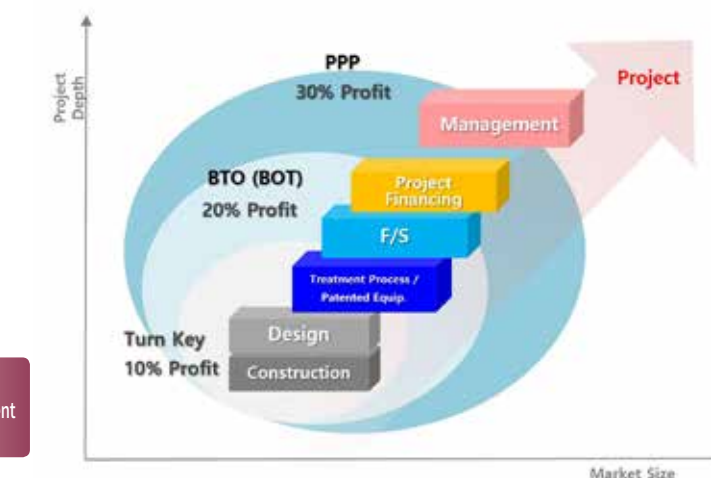 Project
Depth
PPP
30% Profit
Project
Management
BTO (BOT)
20% Profit
Project
Financing
F/S
Treatment Process /
Patented Equip.
Turn Key
10% Profit
Design
Construction
Market Size